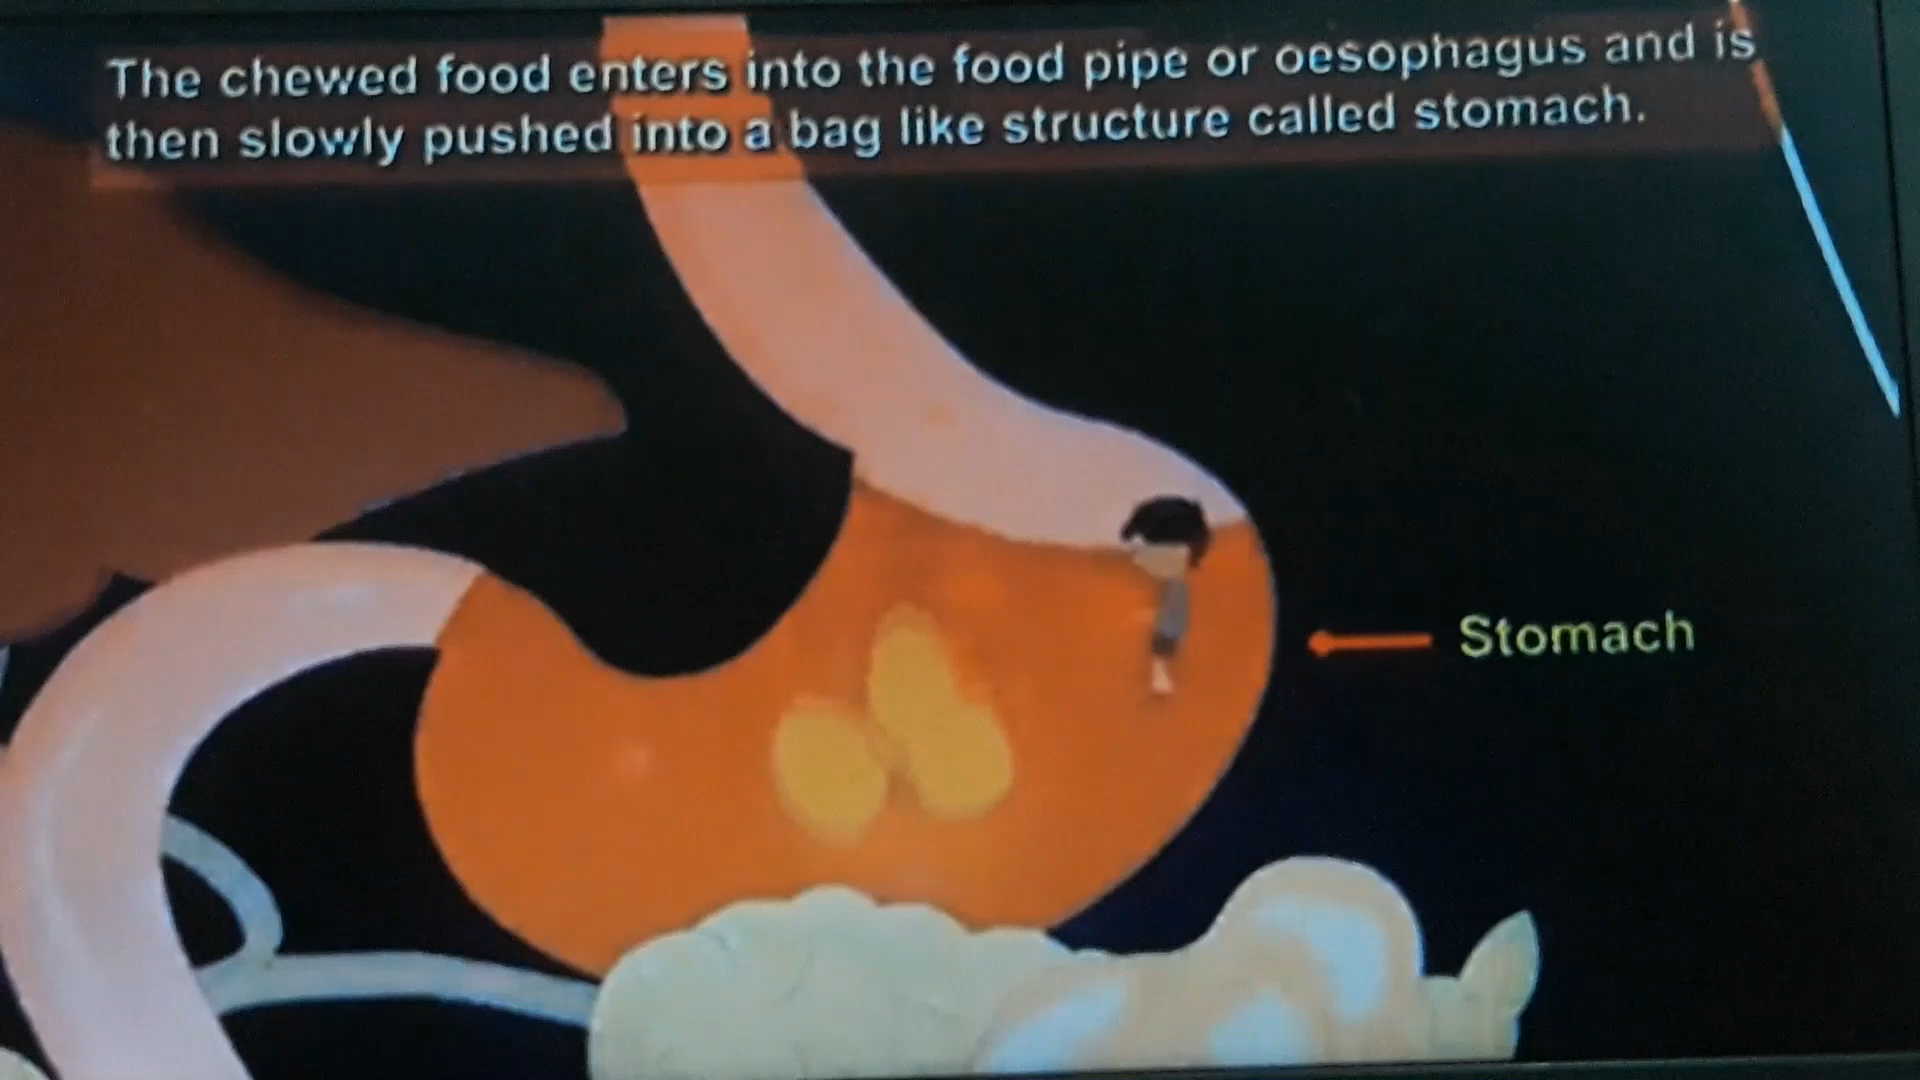 The chewed food enters into the food pipe or oesophagus and is
then slowly pushed into a bag like structure called stomach.
Stomach